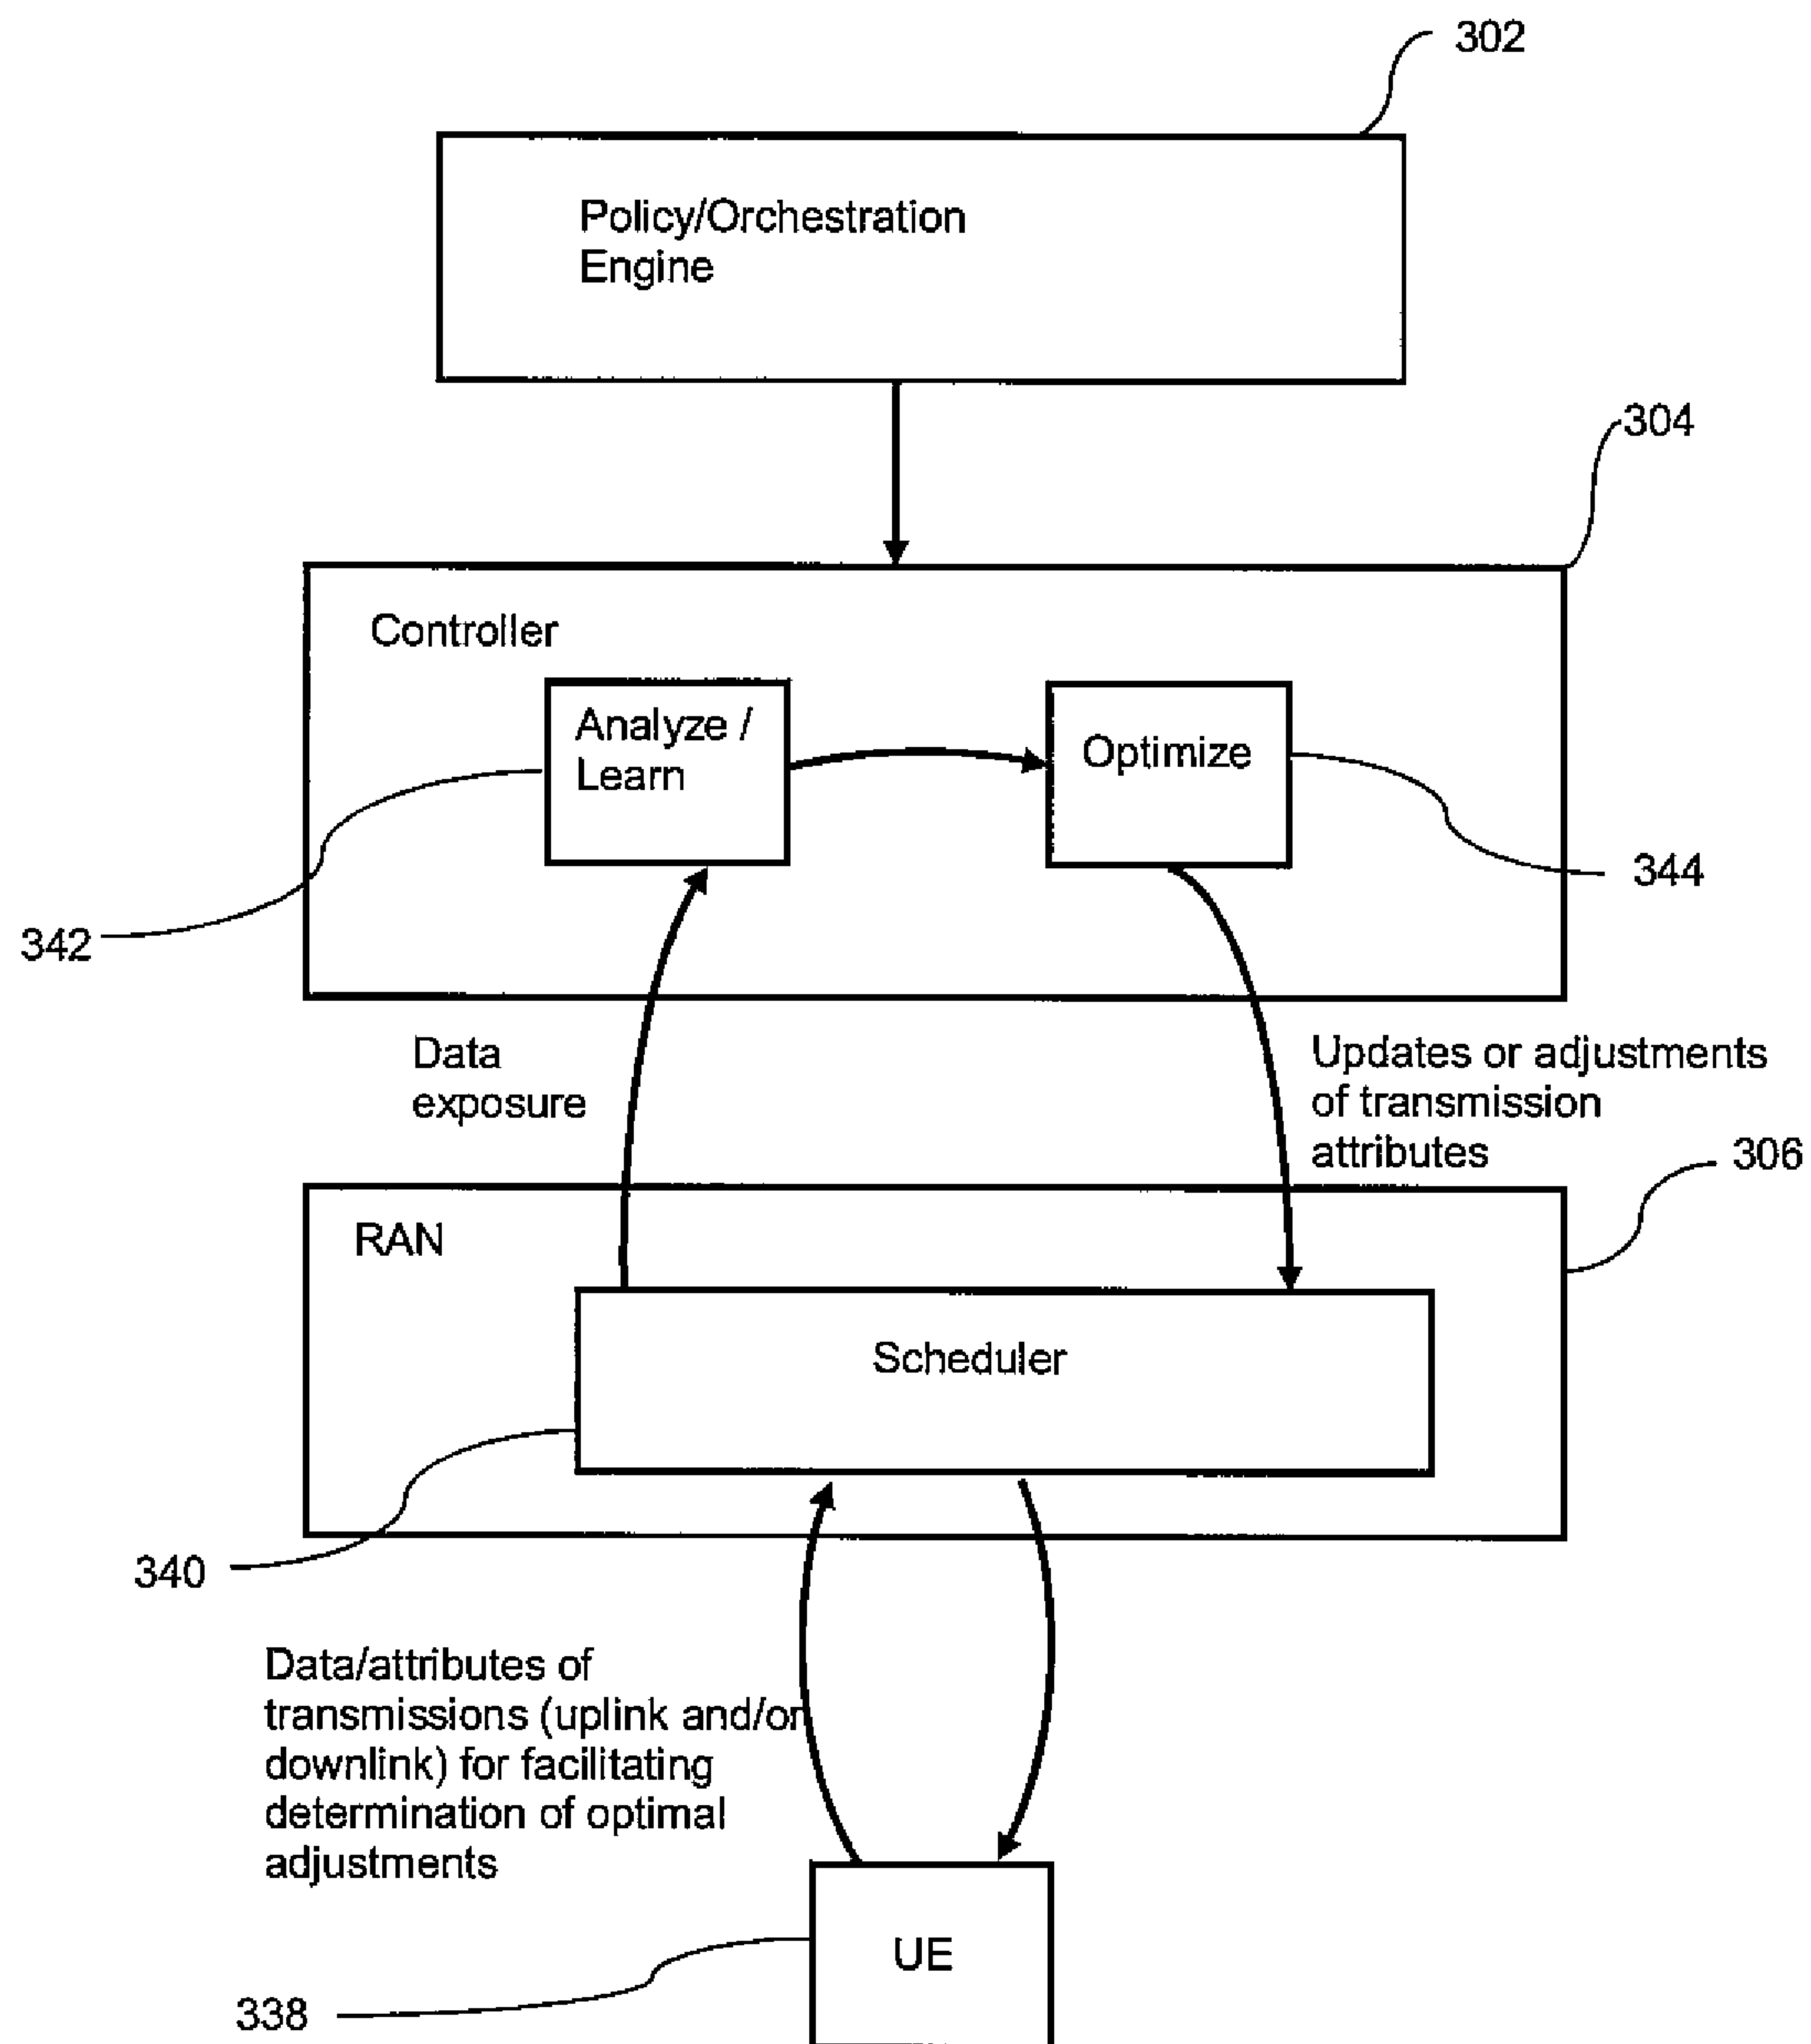 302
Policy/Orchestration
Engine
304
Controller
Analyze /
Learn
Optimize
344
342
Data
exposure
Updates or adjustments
of transmission
attributes
306
RAN
Scheduler
340
Data/attributes of
transmissions (uplink and/or
downlink) for facilitating
determination of optimal
adjustments
UE
338